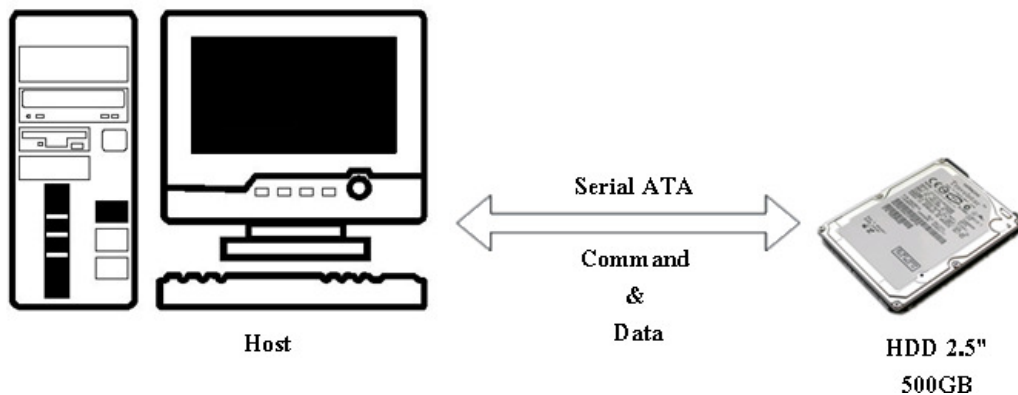 Serial ATA
Command
&
Data
Host
HDD 2.5"
500GB